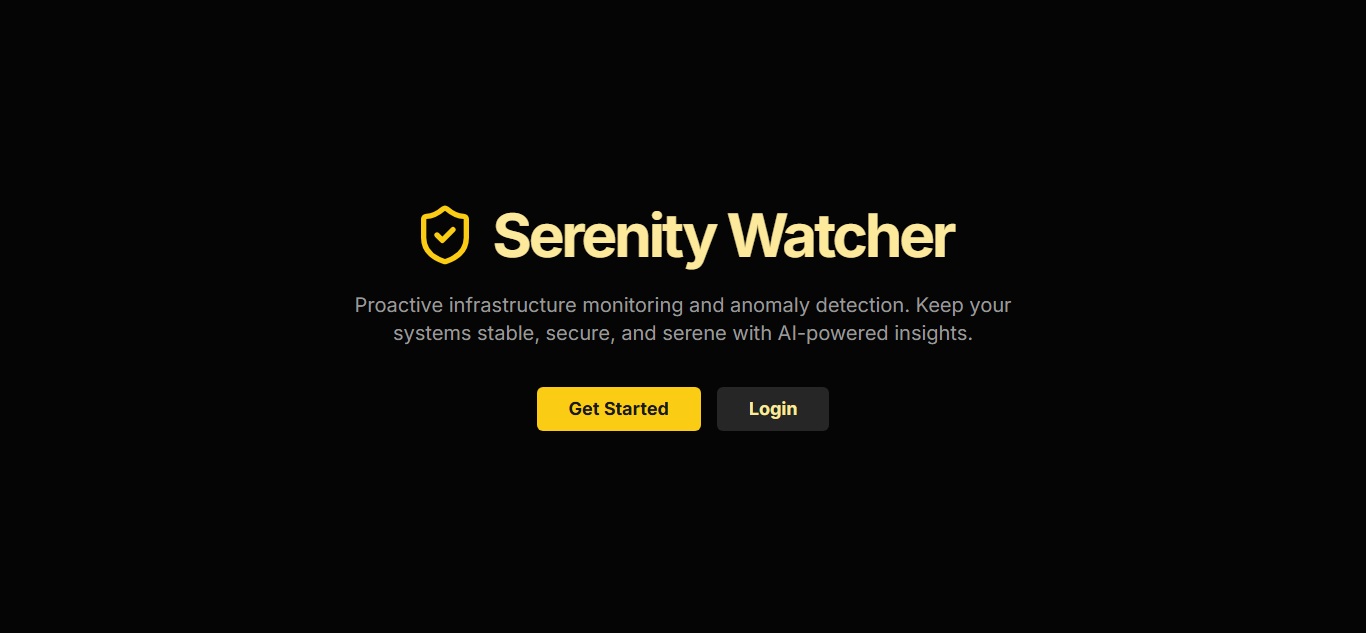 Serenity Watcher
Proactive infrastructure monitoring and anomaly detection. Keep your
systems stable, secure, and serene with AI-powered insights.
Get Started
Login